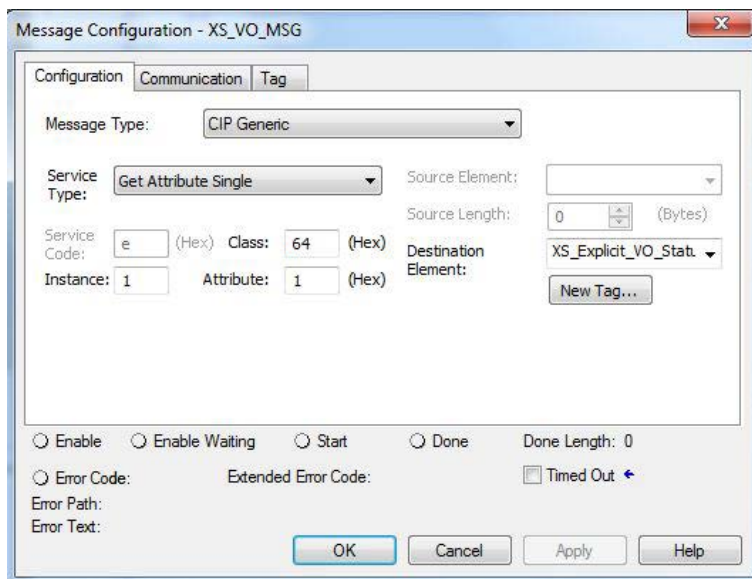 Message Configuration - XS_VO_MSG
Configuration Communication Tag
Message Type: CIP Generic
Service Type: Get Attribute Single
Source Element:
Source Length: 0 (Bytes)
Service Code: e (Hex) Class: 64 (Hex)
Destination Element: XS_Explicit_VO_Statu
Instance: 1 Attribute: 1 (Hex)
New Tag...
Enable Enable Waiting Start Done Done Length: 0
Error Code: Extended Error Code: Timed Out
Error Path:
Error Text:
OK Cancel Apply Help